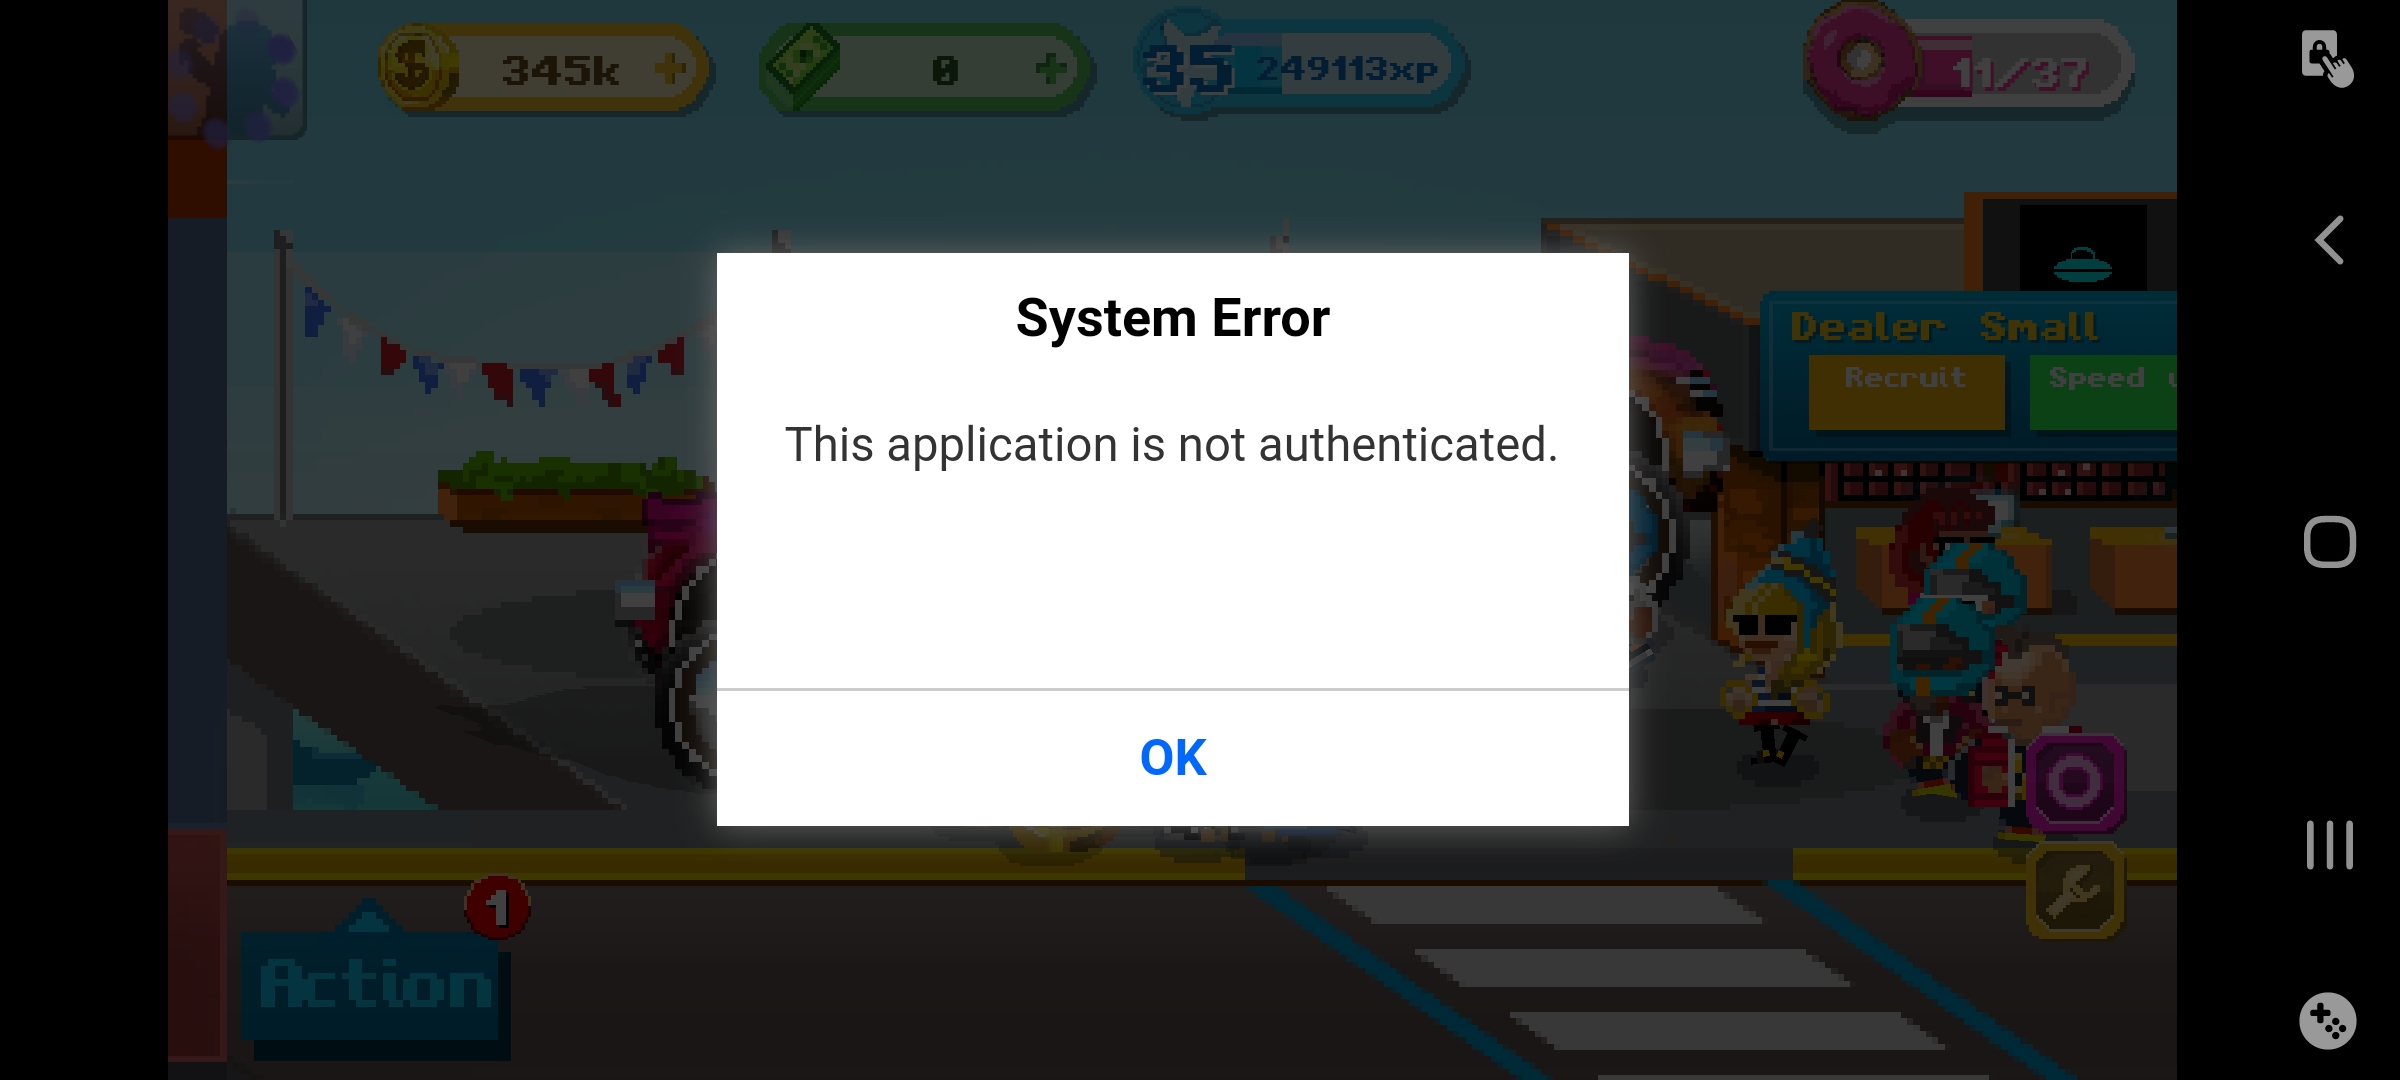 345k +
0 +
35 249113xp
11/37
System Error
This application is not authenticated.
OK
Dealer Small
Recruit
Speed
1
Action